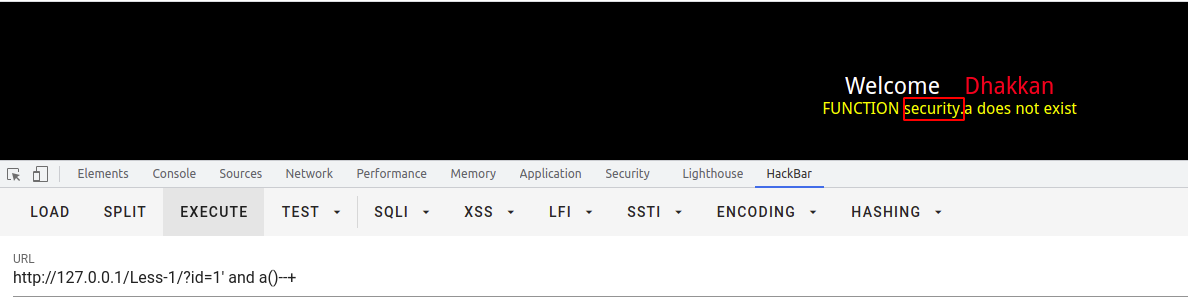 Welcome Dhakkan
FUNCTION security.a does not exist
Elements Console Sources Network Performance Memory Application Security Lighthouse HackBar
LOAD SPLIT EXECUTE TEST SQLI XSS LFI SSTI ENCODING HASHING
URL
http://127.0.0.1/Less-1/?id=1' and a()--+